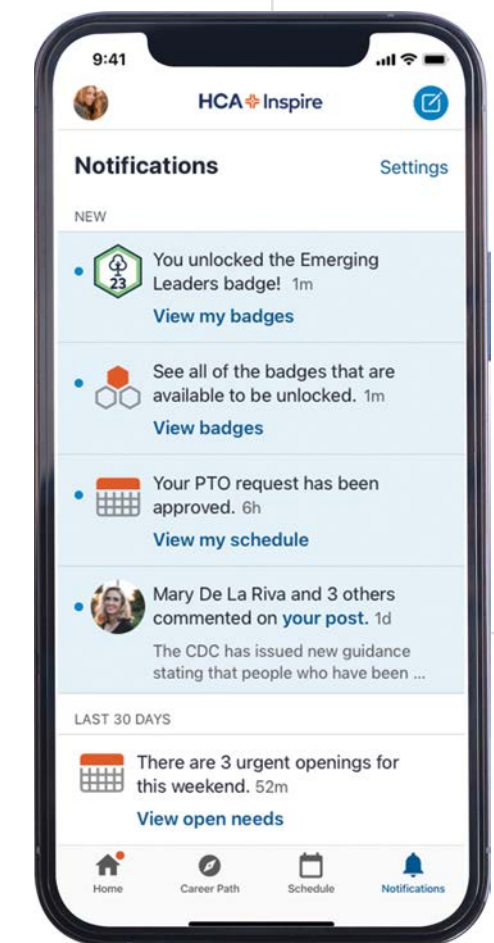 9:41
HCA Inspire
Notifications
Settings
NEW
23
You unlocked the Emerging
Leaders badge! 1m
View my badges
See all of the badges that are
available to be unlocked. 1m
View badges
Your PTO request has been
approved. 6h
View my schedule
Mary De La Riva and 3 others
commented on your post. 1d
The CDC has issued new guidance
stating that people who have been ...
LAST 30 DAYS
There are 3 urgent openings for
this weekend. 52m
View open needs
Home
Career Path
Schedule
Notifications